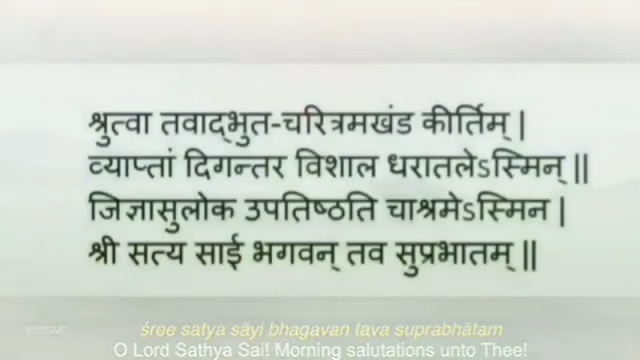 श्रुत्वा तवाद्‌भुत-चरित्रमखंड कीर्तिम् |
व्याप्तां दिगन्तर विशाल धरातलेऽस्मिन् ||
जिज्ञासुलोक उपतिष्ठति चाश्रमेऽस्मिन |
श्री सत्य साई भगवन् तव सुप्रभातम् ||
śree satya sāyi bhagavan tava suprabhātam
O Lord Sathya Sai! Morning salutations unto Thee!